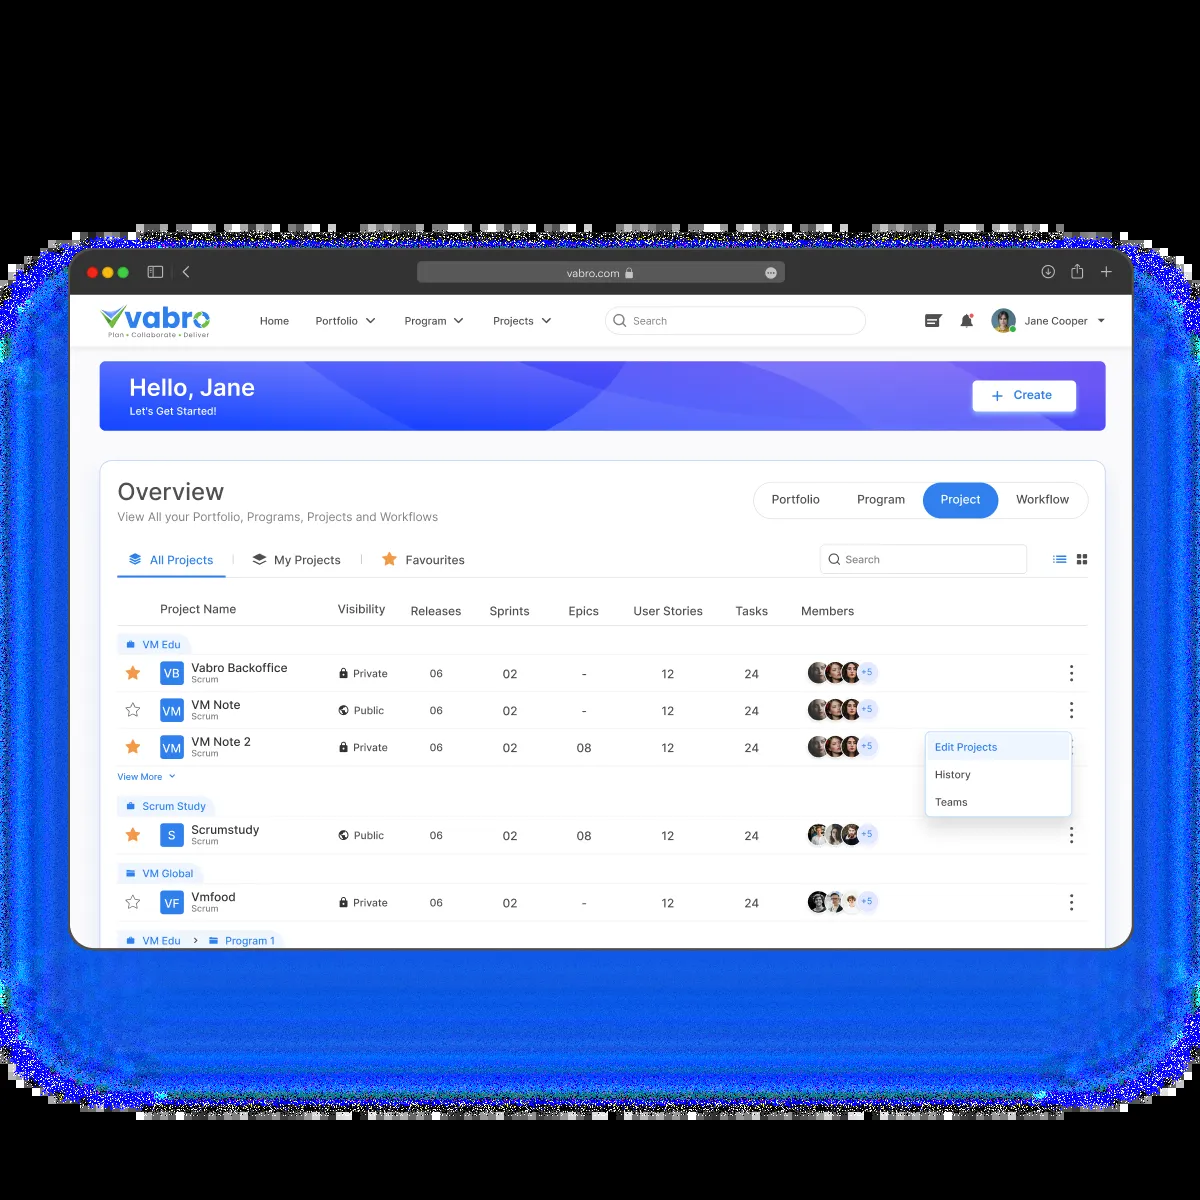 vabro.com
vabro
Plan • Collaborate • Deliver
Home Portfolio Program Projects Search Jane Cooper
Hello, Jane
Let's Get Started!
+ Create
Overview
View All your Portfolio, Programs, Projects and Workflows
Portfolio Program Project Workflow
All Projects | My Projects | Favourites Search
Project Name Visibility Releases Sprints Epics User Stories Tasks Members
VM Edu
VB Vabro Backoffice Private 06 02 - 12 24 +5
Scrum
VM VM Note Public 06 02 - 12 24 +5
Scrum
VM VM Note 2 Private 06 02 08 12 24 +5
Scrum
Edit Projects
History
Teams
View More
Scrum Study
S Scrumstudy Public 06 02 08 12 24 +5
Scrum
VM Global
VF Vmfood Private 06 02 - 12 24 +5
Scrum
VM Edu > Program 1